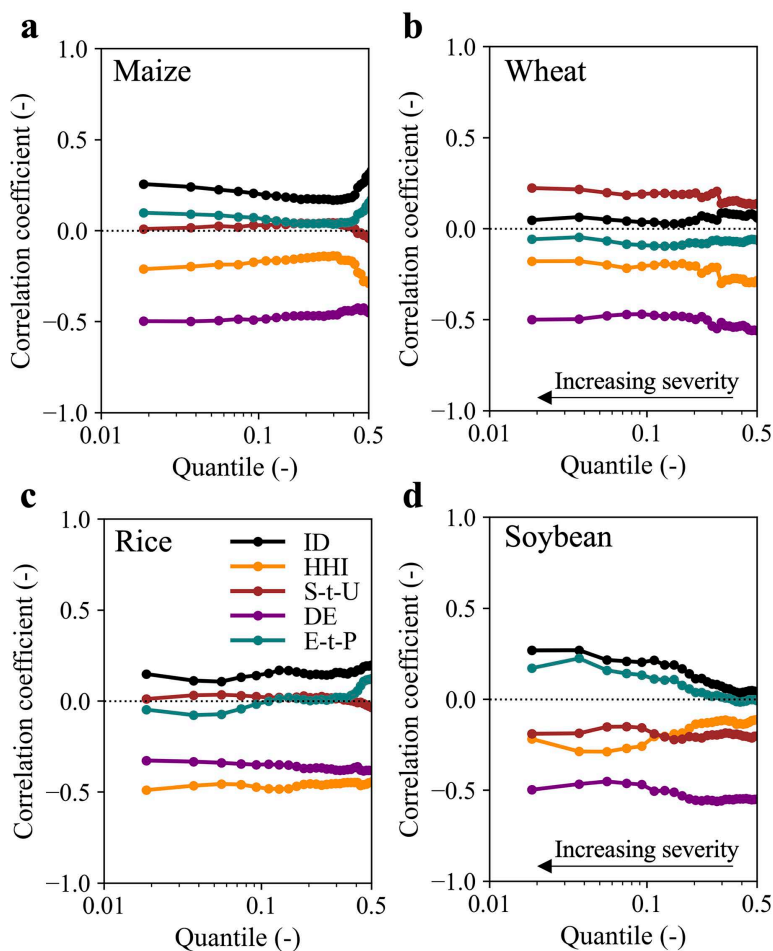 a
Maize
1.0
0.5
0.0
−0.5
−1.0
Correlation coefficient (-)
0.01
0.1
0.5
Quantile (-)
b
Wheat
1.0
0.5
0.0
−0.5
−1.0
Correlation coefficient (-)
Increasing severity
0.01
0.1
0.5
Quantile (-)
c
Rice
ID
HHI
S-t-U
DE
E-t-P
1.0
0.5
0.0
−0.5
−1.0
Correlation coefficient (-)
0.01
0.1
0.5
Quantile (-)
d
Soybean
1.0
0.5
0.0
−0.5
−1.0
Correlation coefficient (-)
Increasing severity
0.01
0.1
0.5
Quantile (-)